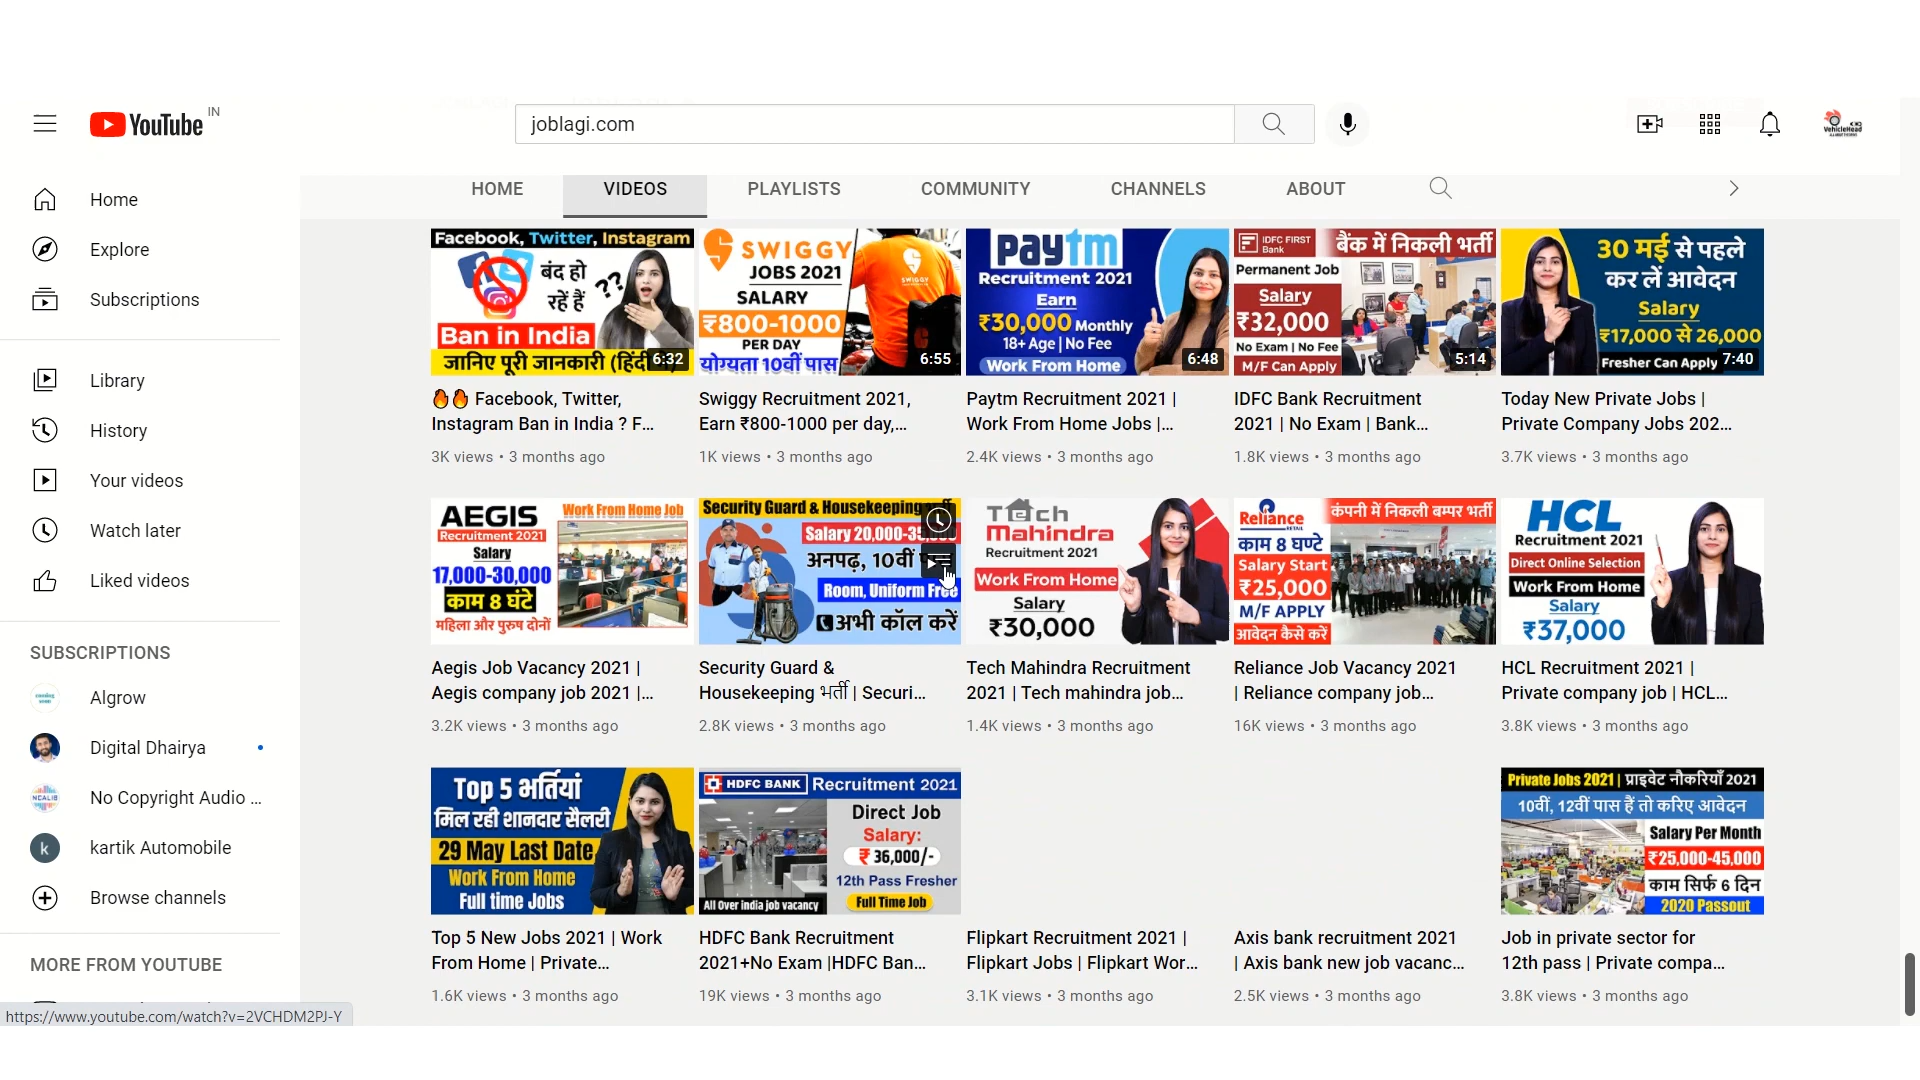 YouTube IN
joblagi.com
VehicleHead
Home
Explore
Subscriptions
Library
History
Your videos
Watch later
Liked videos
SUBSCRIPTIONS
Algrow
Digital Dhairya
No Copyright Audio ...
k
kartik Automobile
Browse channels
MORE FROM YOUTUBE
https://www.youtube.com/watch?v=2VCHDM2PJ-Y
HOME VIDEOS PLAYLISTS COMMUNITY CHANNELS ABOUT
Facebook, Twitter, Instagram
बंद हो
रहें हैं ??
Ban in India
जानिए पूरी जानकारी
6:32
🔥🔥 Facebook, Twitter,
Instagram Ban in India ? F...
3K views • 3 months ago
SWIGGY
JOBS 2021
SALARY
₹800-1000
PER DAY
योग्यता 10वीं पास
SWIGGY
6:55
Swiggy Recruitment 2021,
Earn ₹800-1000 per day,...
1K views • 3 months ago
paytm
Recruitment 2021
Earn
₹30,000 Monthly
18+ Age | No Fee
Work From Home
6:48
Paytm Recruitment 2021 |
Work From Home Jobs |...
2.4K views • 3 months ago
IDFC FIRST
Bank
बैंक में निकली भर्ती
Permanent Job
Salary
₹32,000
No Exam | No Fee
M/F Can Apply
5:14
IDFC Bank Recruitment
2021 | No Exam | Bank...
1.8K views • 3 months ago
30 मई से पहले
कर लें आवेदन
Salary
₹17,000 से 26,000
Fresher Can Apply
7:40
Today New Private Jobs |
Private Company Jobs 202...
3.7K views • 3 months ago
AEGIS
Recruitment 2021
Work From Home Job
Salary
17,000-30,000
काम 8 घंटे
महिला और पुरुष दोनों
Aegis Job Vacancy 2021 |
Aegis company job 2021 |...
3.2K views • 3 months ago
Security Guard & Housekeeping
Salary 20,000-
अनपढ़, 10वीं
Room, Uniform Free
अभी कॉल करें
Security Guard &
Housekeeping भर्ती | Securi...
2.8K views • 3 months ago
Tech
Mahindra
Recruitment 2021
Work From Home
Salary
₹30,000
Tech Mahindra Recruitment
2021 | Tech mahindra job...
1.4K views • 3 months ago
Reliance
RETAIL
कंपनी में निकली बम्पर भर्ती
काम 8 घण्टे
Salary Start
₹25,000
M/F APPLY
आवेदन कैसे करें
Reliance Job Vacancy 2021
| Reliance company job...
16K views • 3 months ago
HCL
Recruitment 2021
Direct Online Selection
Work From Home
Salary
₹37,000
HCL Recruitment 2021 |
Private company job | HCL...
3.8K views • 3 months ago
Top 5 भर्तियां
मिल रही शानदार सैलरी
29 May Last Date
Work From Home
Full time Jobs
Top 5 New Jobs 2021 | Work
From Home | Private...
1.6K views • 3 months ago
HDFC BANK Recruitment 2021
Direct Job
Salary:
₹ 36,000/-
12th Pass Fresher
All Over india job vacancy
Full Time Job
HDFC Bank Recruitment
2021+No Exam |HDFC Ban...
19K views • 3 months ago
Flipkart Recruitment 2021 |
Flipkart Jobs | Flipkart Wor...
3.1K views • 3 months ago
Axis bank recruitment 2021
| Axis bank new job vacanc...
2.5K views • 3 months ago
Private Jobs 2021 | प्राइवेट नौकरियाँ 2021
10वीं, 12वीं पास हैं तो करिए आवेदन
Salary Per Month
₹25,000-45,000
काम सिर्फ 6 दिन
2020 Passout
Job in private sector for
12th pass | Private compa...
3.8K views • 3 months ago